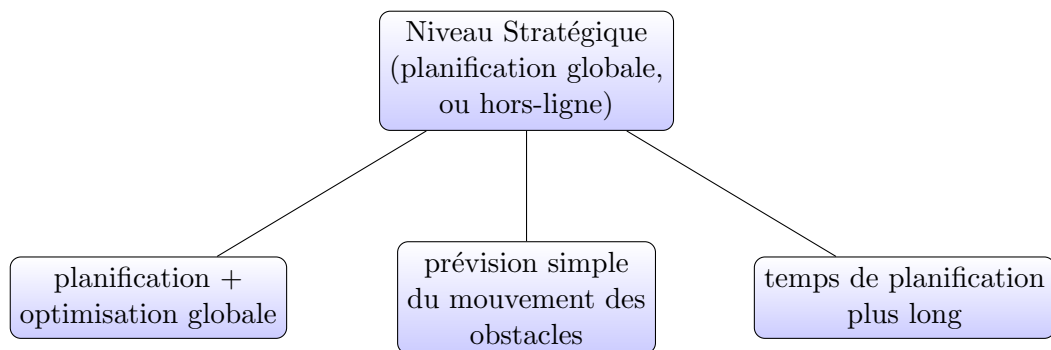 Niveau Stratégique
(planification globale,
ou hors-ligne)
planification +
optimisation globale
prévision simple
du mouvement des
obstacles
temps de planification
plus long